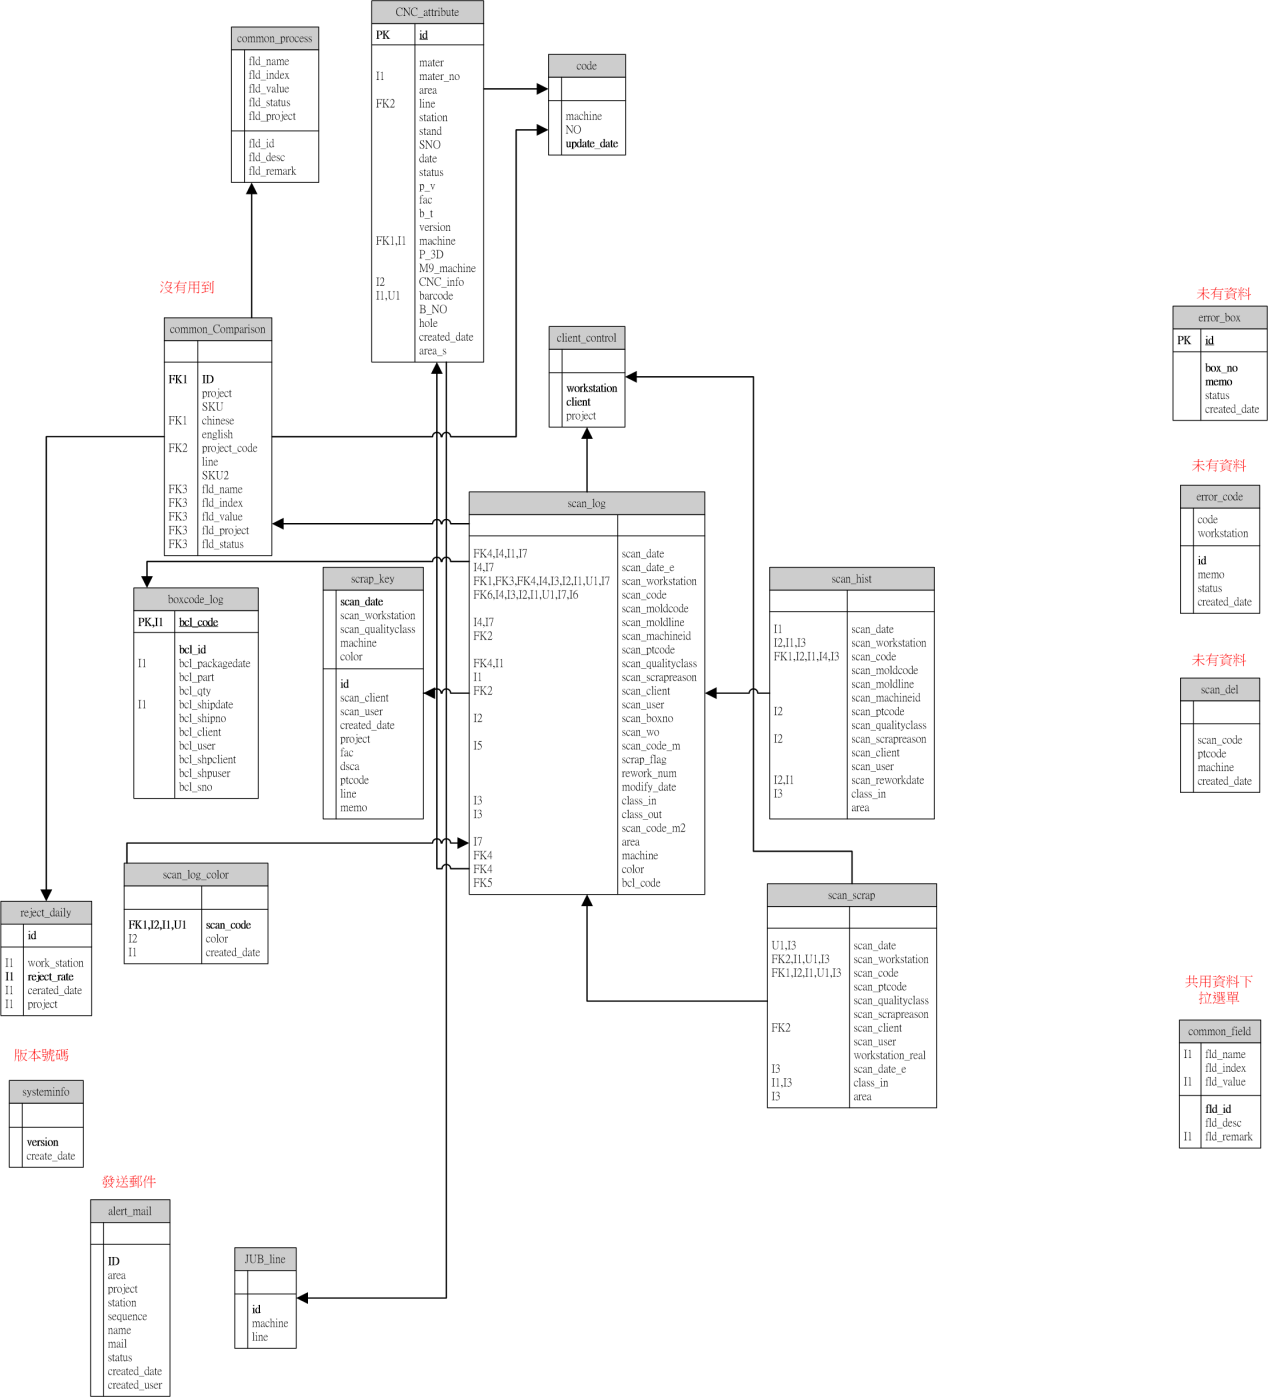 CNC_attribute
PK id
mater
I1 mater_no
area
FK2 line
station
stand
SNO
date
status
p_v
fac
b_t
version
FK1,I1 machine
P_3D
M9_machine
I2 CNC_info
I1,U1 barcode
B_NO
hole
created_date
area_s
common_process
fld_name
fld_index
fld_value
fld_status
fld_project
fld_id
fld_desc
fld_remark
code
machine
NO
update_date
沒有用到
common_Comparison
FK1 ID
project
SKU
FK1 chinese
english
FK2 project_code
line
SKU2
FK3 fld_name
FK3 fld_index
FK3 fld_value
FK3 fld_project
FK3 fld_status
client_control
workstation
client
project
未有資料
error_box
PK id
box_no
memo
status
created_date
未有資料
error_code
code
workstation
id
memo
status
created_date
未有資料
scan_del
scan_code
ptcode
machine
created_date
scan_log
FK4,I4,I1,I7 scan_date
I4,I7 scan_date_e
FK1,FK3,FK4,I4,I3,I2,I1,U1,I7 scan_workstation
FK6,I4,I3,I2,I1,U1,I7,I6 scan_code
scan_moldcode
I4,I7 scan_moldline
FK2 scan_machineid
scan_ptcode
FK4,I1 scan_qualityclass
I1 scan_scrapreason
FK2 scan_client
scan_user
I2 scan_boxno
scan_wo
I5 scan_code_m
scrap_flag
rework_num
modify_date
I3 class_in
I3 class_out
scan_code_m2
I7 area
FK4 machine
FK4 color
FK5 bcl_code
boxcode_log
PK,I1 bcl_code
bcl_id
I1 bcl_packagedate
bcl_part
bcl_qty
I1 bcl_shipdate
bcl_shipno
bcl_client
bcl_user
bcl_shpclient
bcl_shpuser
bcl_sno
scrap_key
scan_date
scan_workstation
scan_qualityclass
machine
color
id
scan_client
scan_user
created_date
project
fac
dsca
ptcode
line
memo
scan_hist
I1 scan_date
I2,I1,I3 scan_workstation
FK1,I2,I1,I4,I3 scan_code
scan_moldcode
scan_moldline
scan_machineid
I2 scan_ptcode
scan_qualityclass
I2 scan_scrapreason
scan_client
scan_user
I2,I1 scan_reworkdate
I3 class_in
area
scan_log_color
FK1,I2,I1,U1 scan_code
I2 color
I1 created_date
reject_daily
id
I1 work_station
I1 reject_rate
I1 cerated_date
I1 project
scan_scrap
U1,I3 scan_date
FK2,I1,U1,I3 scan_workstation
FK1,I2,I1,U1,I3 scan_code
scan_ptcode
scan_qualityclass
scan_scrapreason
FK2 scan_client
scan_user
workstation_real
I3 scan_date_e
I1,I3 class_in
I3 area
共用資料下
拉選單
common_field
I1 fld_name
fld_index
I1 fld_value
fld_id
fld_desc
I1 fld_remark
版本號碼
systeminfo
version
create_date
發送郵件
alert_mail
ID
area
project
station
sequence
name
mail
status
created_date
created_user
JUB_line
id
machine
line